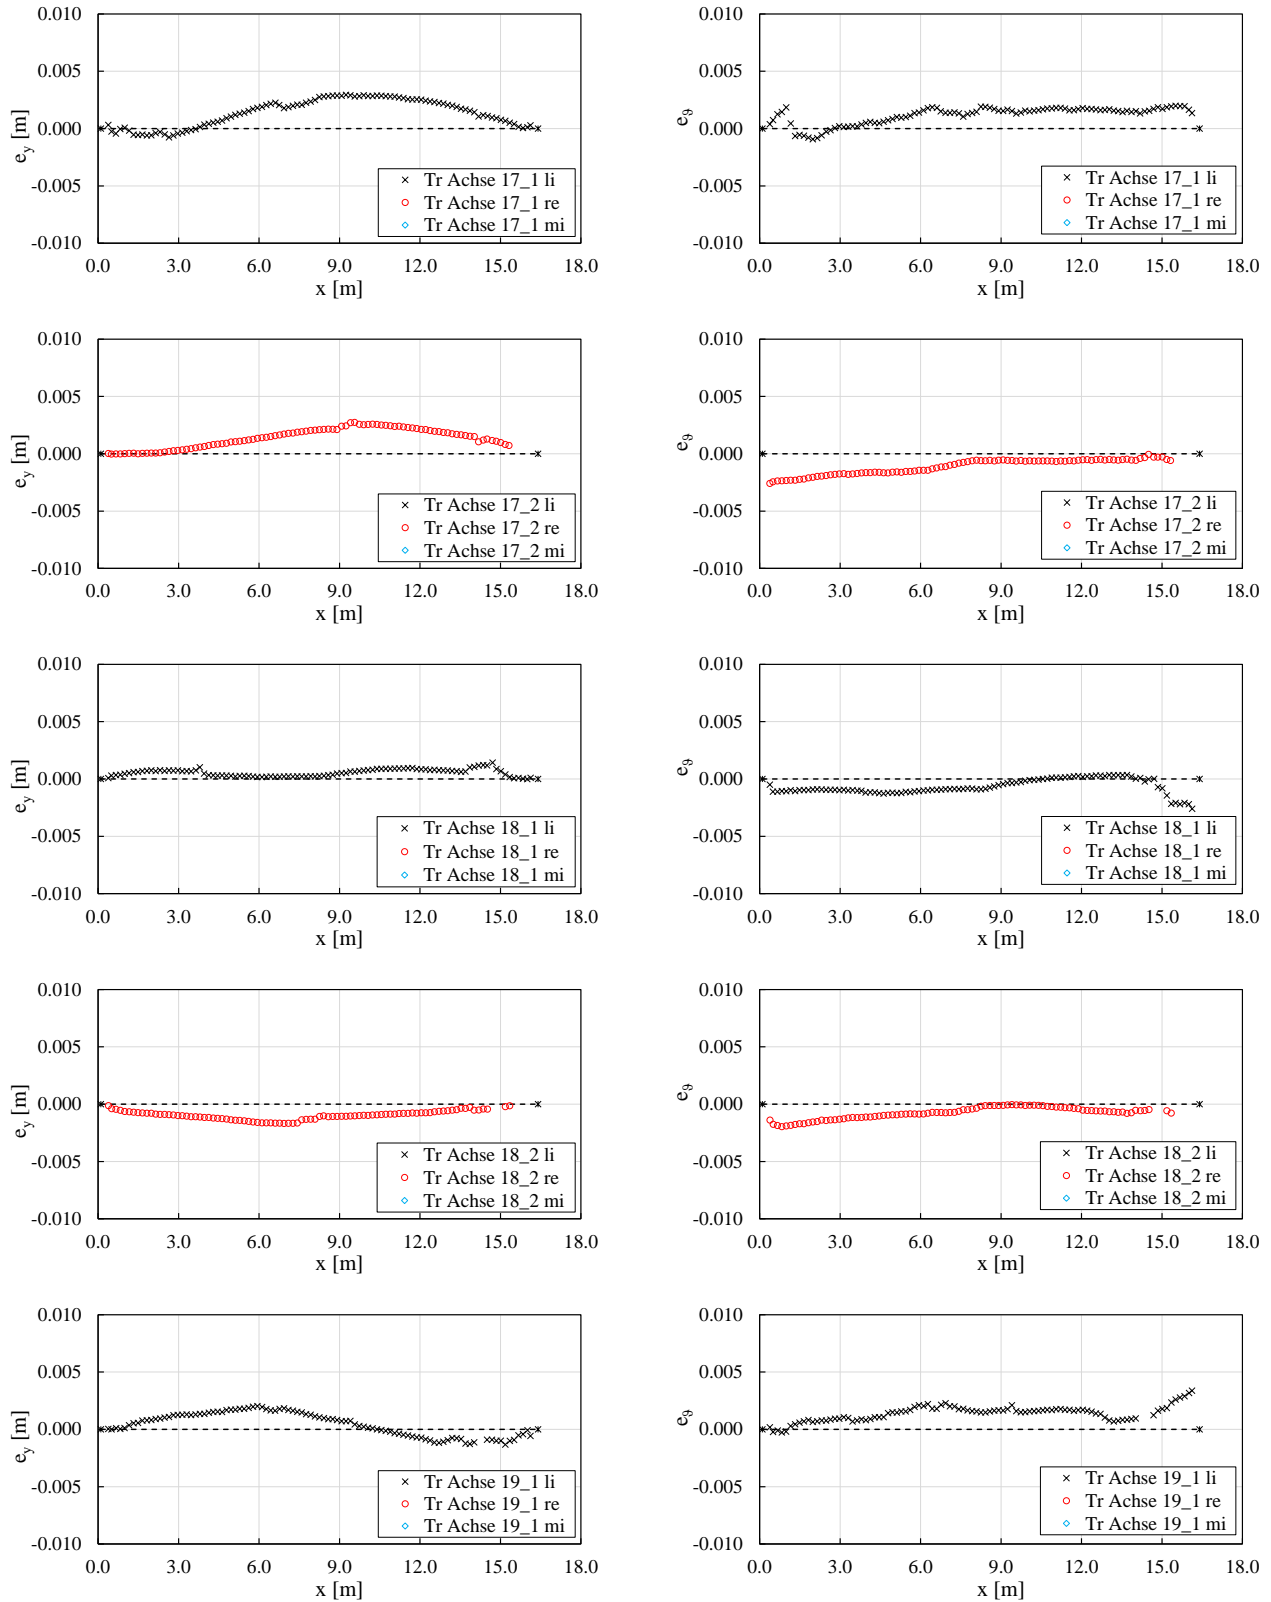 0.010
0.005
0.000
-0.005
-0.010
e_y [m]
Tr Achse 17_1 li
Tr Achse 17_1 re
Tr Achse 17_1 mi
0.0 3.0 6.0 9.0 12.0 15.0 18.0
x [m]
0.010
0.005
0.000
-0.005
-0.010
e_ϑ
Tr Achse 17_1 li
Tr Achse 17_1 re
Tr Achse 17_1 mi
0.0 3.0 6.0 9.0 12.0 15.0 18.0
x [m]
0.010
0.005
0.000
-0.005
-0.010
e_y [m]
Tr Achse 17_2 li
Tr Achse 17_2 re
Tr Achse 17_2 mi
0.0 3.0 6.0 9.0 12.0 15.0 18.0
x [m]
0.010
0.005
0.000
-0.005
-0.010
e_ϑ
Tr Achse 17_2 li
Tr Achse 17_2 re
Tr Achse 17_2 mi
0.0 3.0 6.0 9.0 12.0 15.0 18.0
x [m]
0.010
0.005
0.000
-0.005
-0.010
e_y [m]
Tr Achse 18_1 li
Tr Achse 18_1 re
Tr Achse 18_1 mi
0.0 3.0 6.0 9.0 12.0 15.0 18.0
x [m]
0.010
0.005
0.000
-0.005
-0.010
e_ϑ
Tr Achse 18_1 li
Tr Achse 18_1 re
Tr Achse 18_1 mi
0.0 3.0 6.0 9.0 12.0 15.0 18.0
x [m]
0.010
0.005
0.000
-0.005
-0.010
e_y [m]
Tr Achse 18_2 li
Tr Achse 18_2 re
Tr Achse 18_2 mi
0.0 3.0 6.0 9.0 12.0 15.0 18.0
x [m]
0.010
0.005
0.000
-0.005
-0.010
e_ϑ
Tr Achse 18_2 li
Tr Achse 18_2 re
Tr Achse 18_2 mi
0.0 3.0 6.0 9.0 12.0 15.0 18.0
x [m]
0.010
0.005
0.000
-0.005
-0.010
e_y [m]
Tr Achse 19_1 li
Tr Achse 19_1 re
Tr Achse 19_1 mi
0.0 3.0 6.0 9.0 12.0 15.0 18.0
x [m]
0.010
0.005
0.000
-0.005
-0.010
e_ϑ
Tr Achse 19_1 li
Tr Achse 19_1 re
Tr Achse 19_1 mi
0.0 3.0 6.0 9.0 12.0 15.0 18.0
x [m]